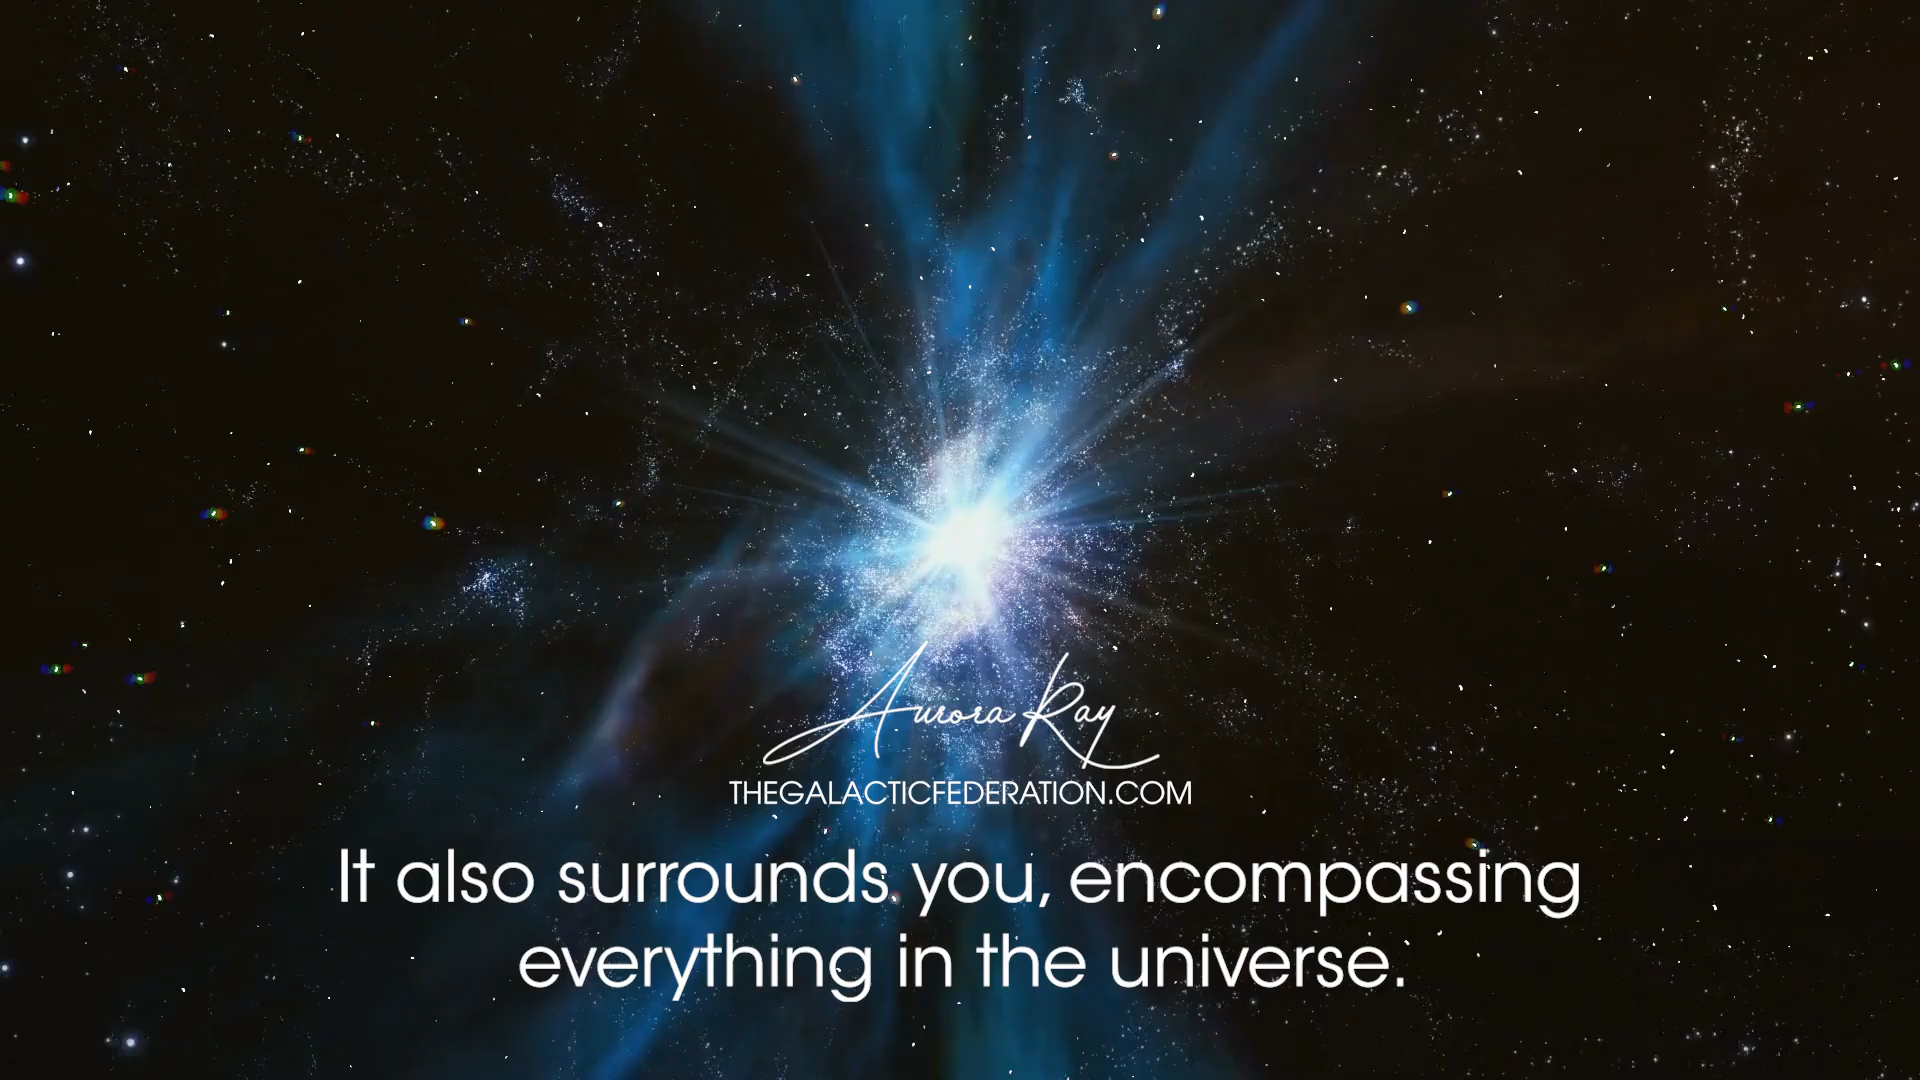 Aurora Ray
THEGALACTICFEDERATION.COM
It also surrounds you, encompassing
everything in the universe.